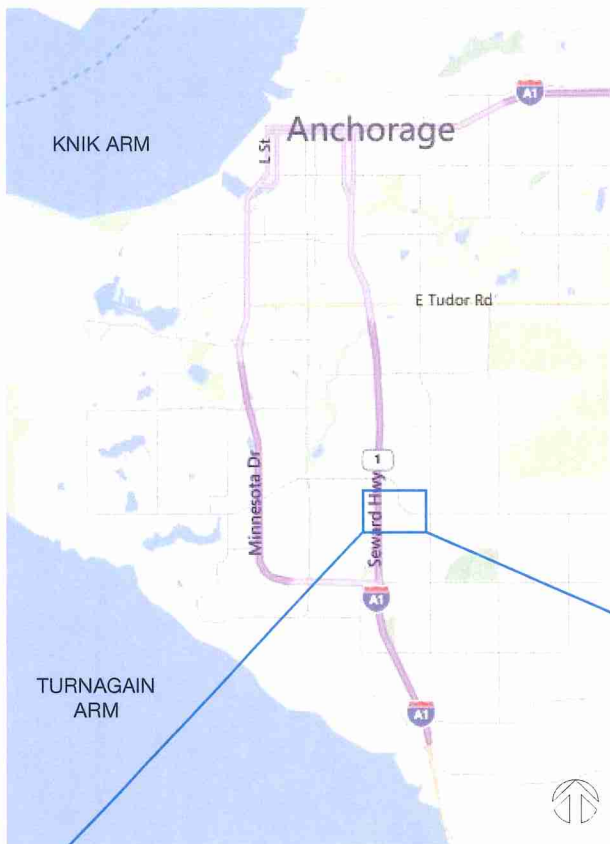 A1
KNIK ARM
L St
Anchorage
E Tudor Rd
1
Minnesota Dr
Seward Hwy
A1
TURNAGAIN
ARM
A1